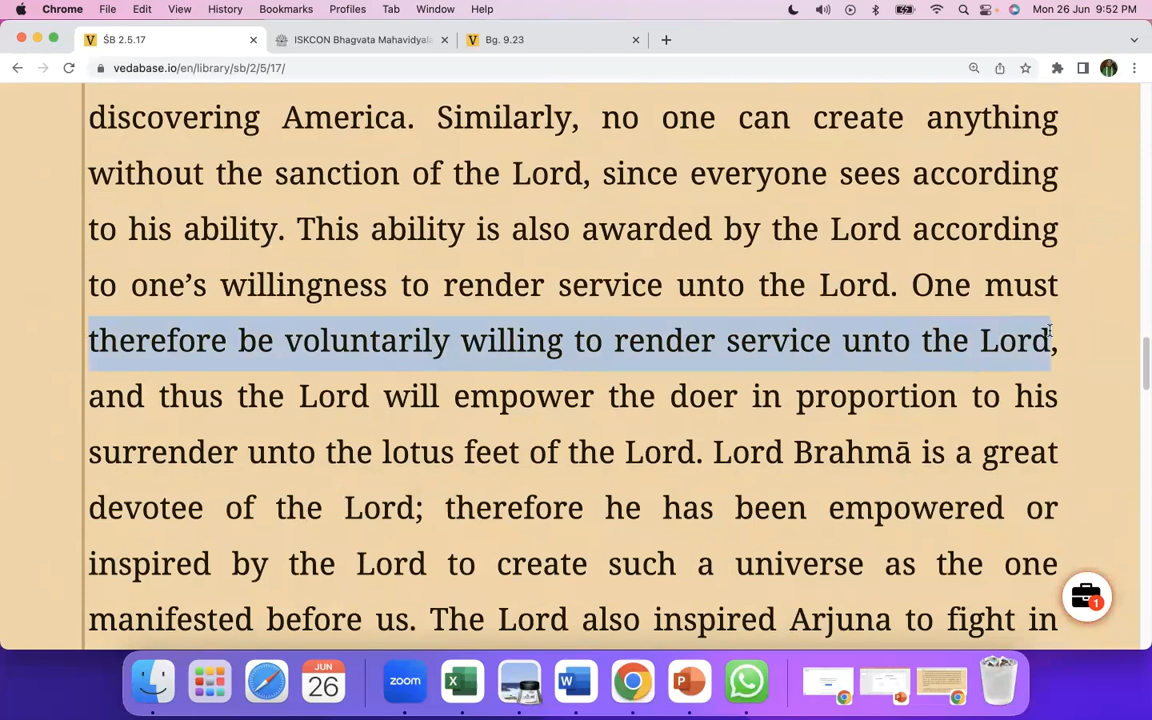 Chrome File Edit View History Bookmarks Profiles Tab Window Help Mon 26 Jun 9:52 PM
V ŚB 2.5.17 ISKCON Bhagvata Mahavidyala V Bg. 9.23
vedabase.io/en/library/sb/2/5/17/
discovering America. Similarly, no one can create anything
without the sanction of the Lord, since everyone sees according
to his ability. This ability is also awarded by the Lord according
to one’s willingness to render service unto the Lord. One must
therefore be voluntarily willing to render service unto the Lord,
and thus the Lord will empower the doer in proportion to his
surrender unto the lotus feet of the Lord. Lord Brahmā is a great
devotee of the Lord; therefore he has been empowered or
inspired by the Lord to create such a universe as the one
manifested before us. The Lord also inspired Arjuna to fight in
1
JUN
zoom X 26 W P